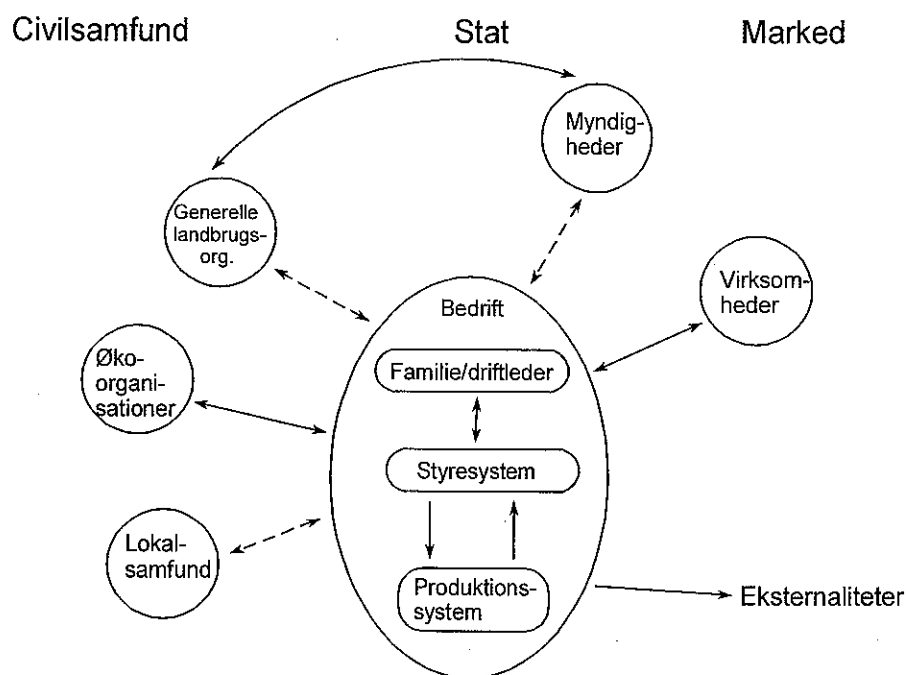 Civilsamfund
Stat
Marked
Myndig-
heder
Generelle
landbrugs-
org.
Virksom-
heder
Bedrift
Øko-
organi-
sationer
Familie/driftleder
Styresystem
Lokal-
samfund
Produktions-
system
Eksternaliteter